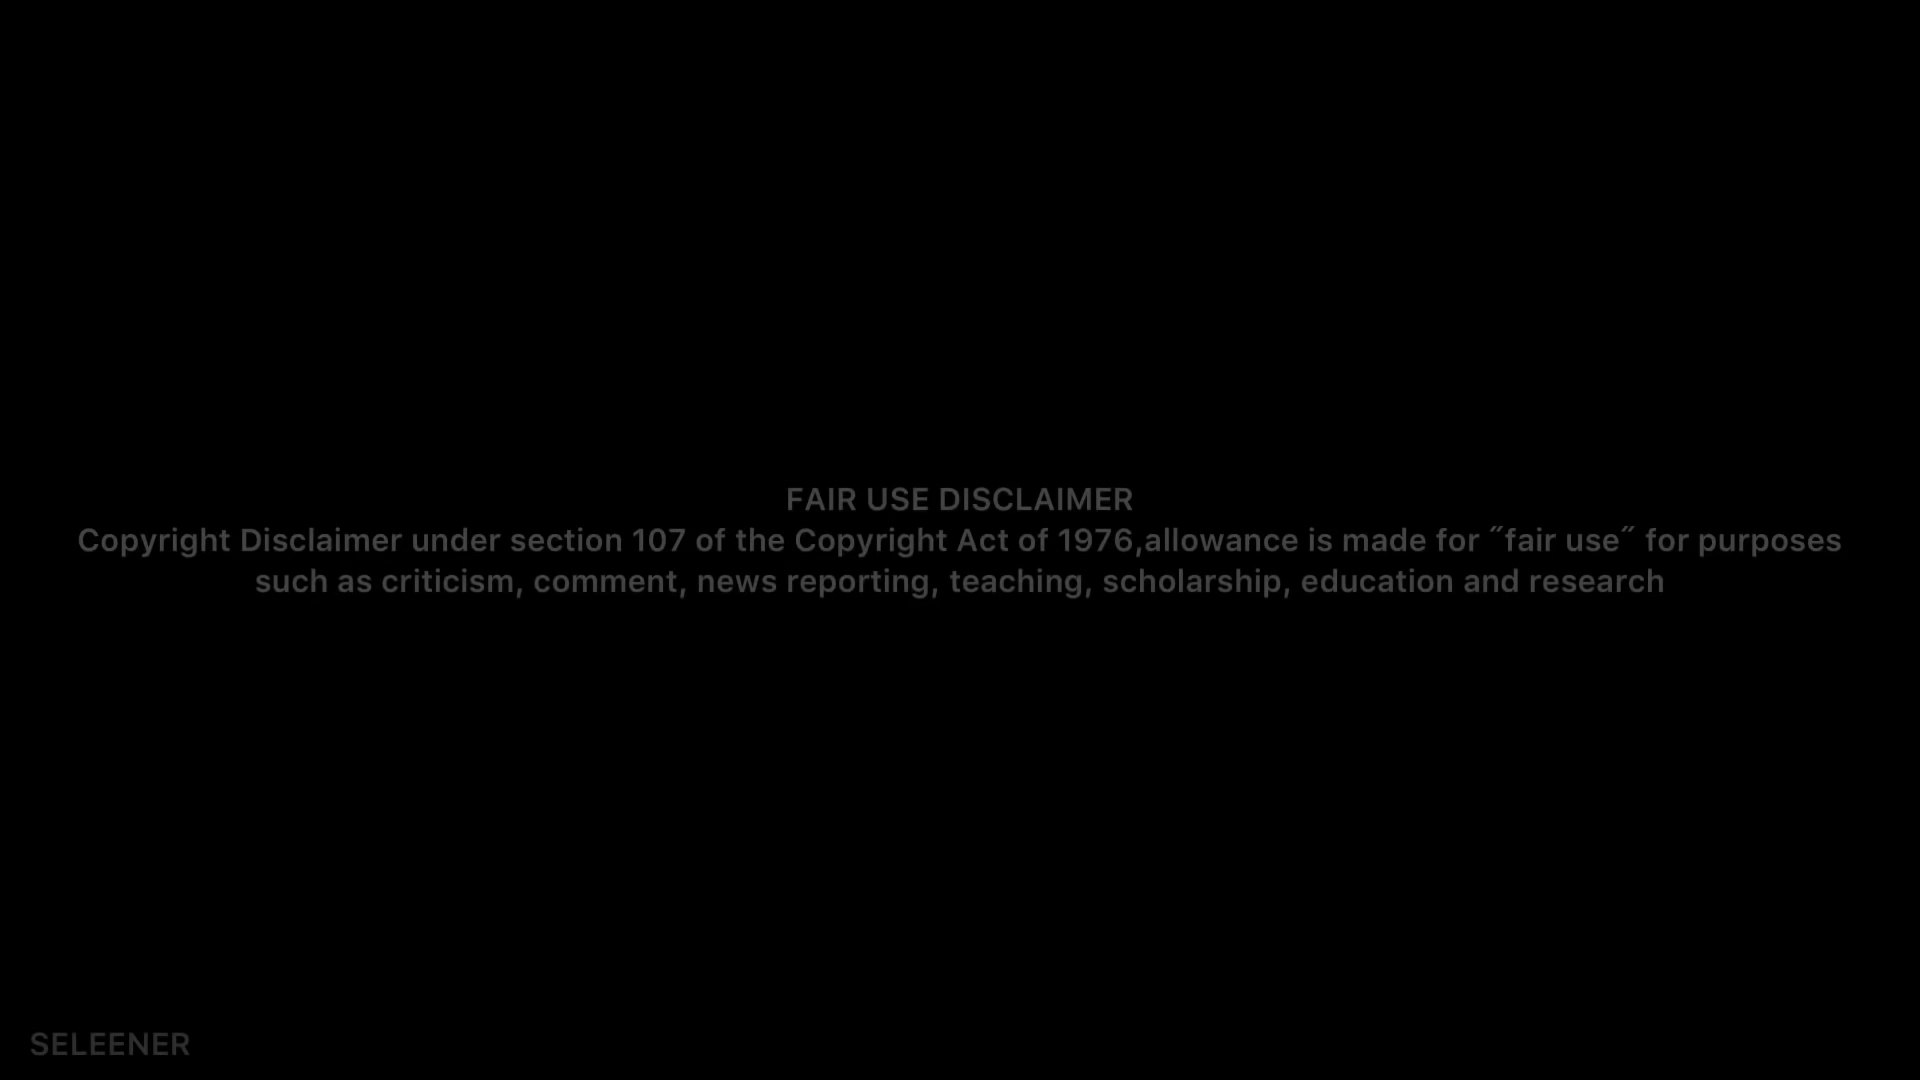 FAIR USE DISCLAIMER
Copyright Disclaimer under section 107 of the Copyright Act of 1976,allowance is made for ˝fair use˝ for purposes
such as criticism, comment, news reporting, teaching, scholarship, education and research
SELEENER